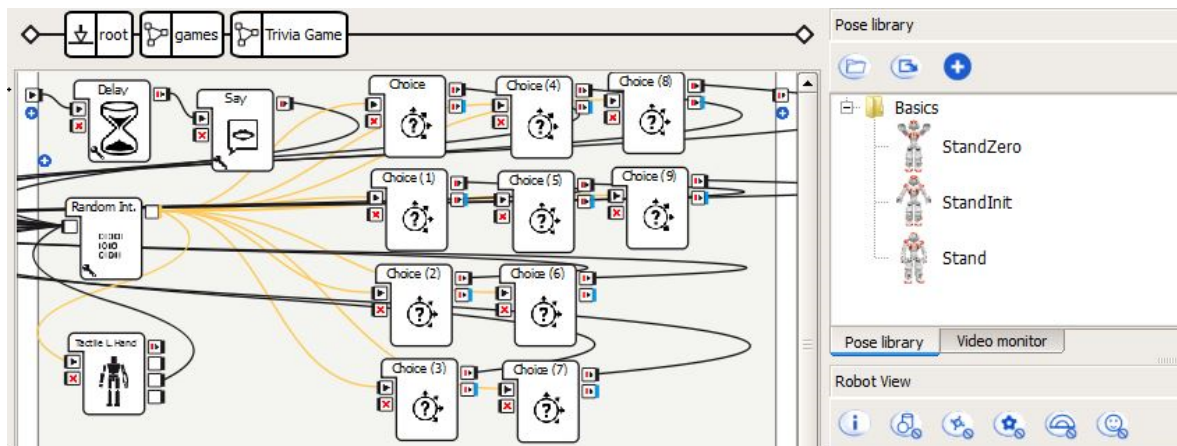 root
games
Trivia Game
Delay
Say
Choice
Choice (4)
Choice (8)
Choice (1)
Choice (5)
Choice (9)
Random Int.
Choice (2)
Choice (6)
Tactile L.Hand
Choice (3)
Choice (7)
Pose library
Basics
StandZero
StandInit
Stand
Pose library
Video monitor
Robot View